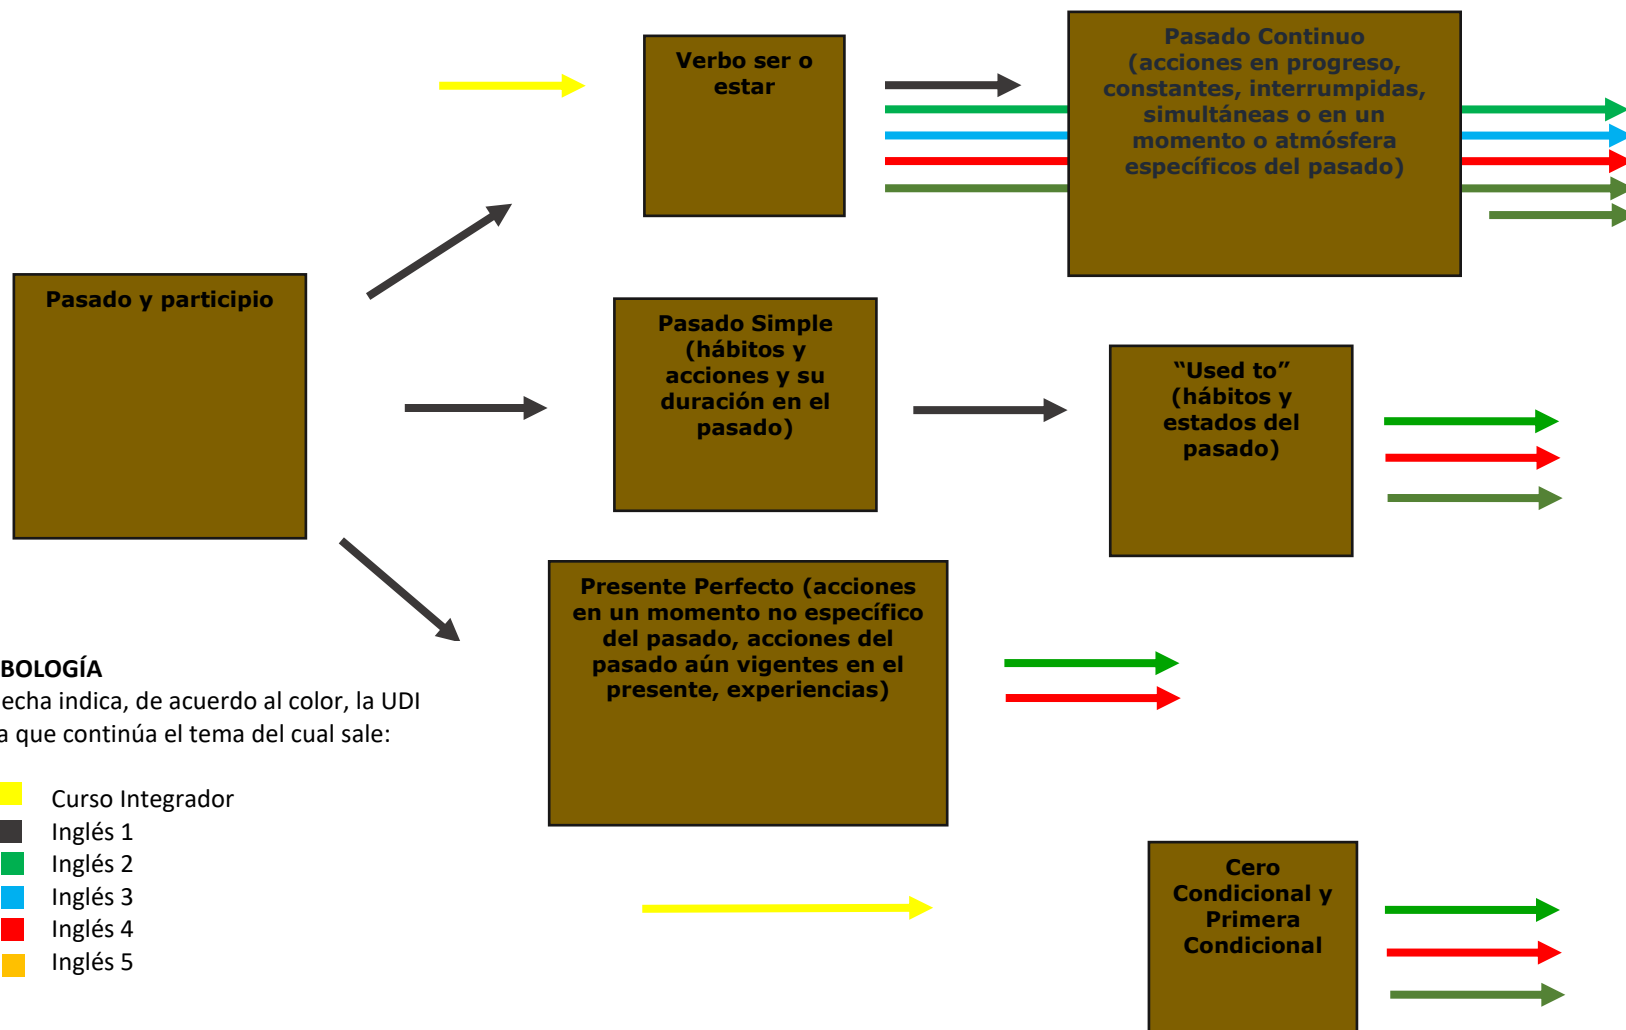 Verbo ser o
estar
Pasado Continuo
(acciones en progreso,
constantes, interrumpidas,
simultáneas o en un
momento o atmósfera
específicos del pasado)
Pasado y participio
Pasado Simple
(hábitos y
acciones y su
duración en el
pasado)
“Used to”
(hábitos y
estados del
pasado)
Presente Perfecto (acciones
en un momento no específico
del pasado, acciones del
pasado aún vigentes en el
presente, experiencias)
BOLOGÍA
echa indica, de acuerdo al color, la UDI
a que continúa el tema del cual sale:
Curso Integrador
Inglés 1
Inglés 2
Inglés 3
Inglés 4
Inglés 5
Cero
Condicional y
Primera
Condicional